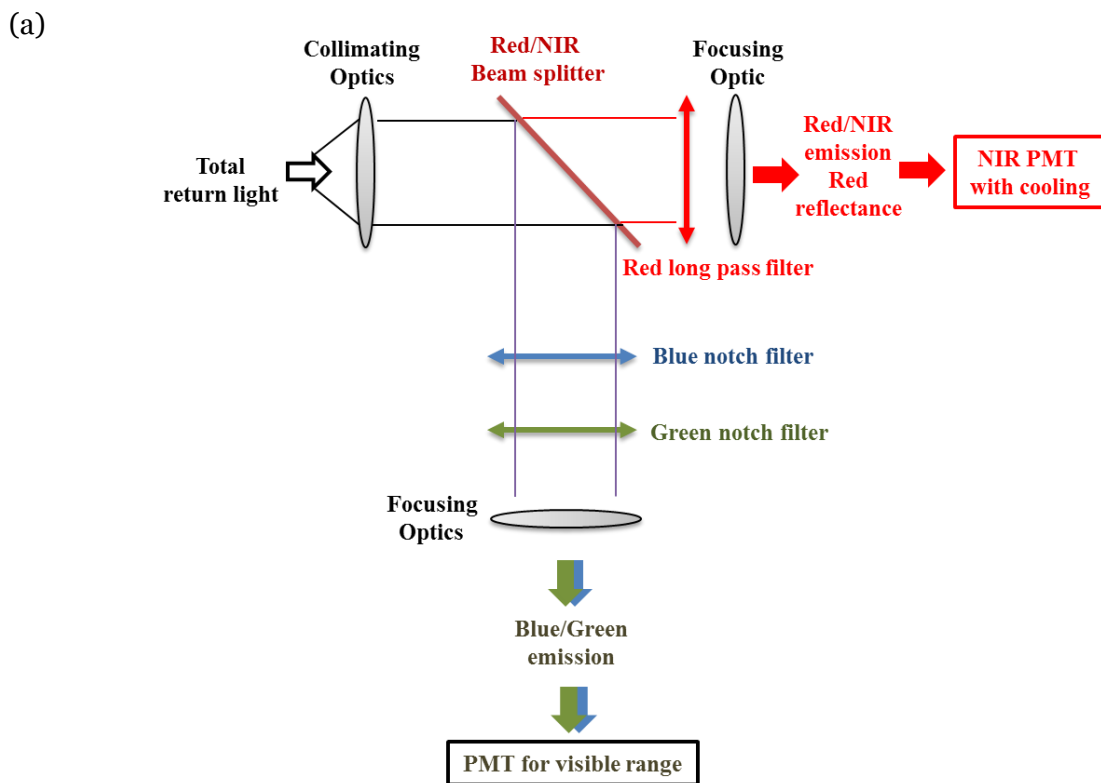 (a)
Collimating
Optics
Red/NIR
Beam splitter
Focusing
Optic
Total
return light
Red/NIR
emission
Red
reflectance
NIR PMT
with cooling
Red long pass filter
Blue notch filter
Green notch filter
Focusing
Optics
Blue/Green
emission
PMT for visible range